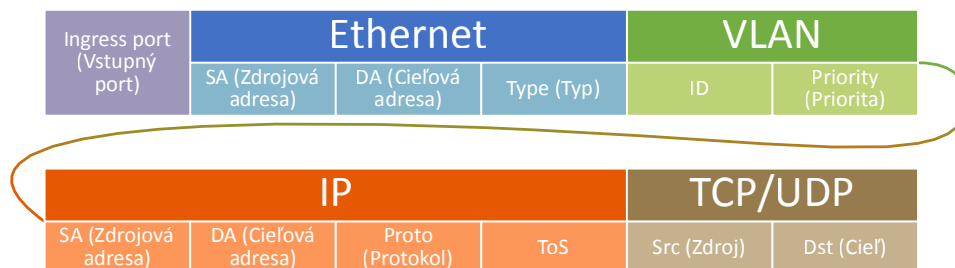 Ingress port
(Vstupný
port)
Ethernet
VLAN
SA (Zdrojová
adresa)
DA (Cieľová
adresa)
Type (Typ)
ID
Priority
(Priorita)
IP
TCP/UDP
SA (Zdrojová
adresa)
DA (Cieľová
adresa)
Proto
(Protokol)
ToS
Src (Zdroj)
Dst (Cieľ)